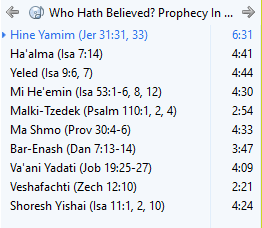 Who Hath Believed? Prophecy In ...
Hine Yamim (Jer 31:31, 33) 6:31
Ha'alma (Isa 7:14) 4:41
Yeled (Isa 9:6, 7) 4:44
Mi He'emin (Isa 53:1-6, 8, 12) 4:30
Malki-Tzedek (Psalm 110:1, 2, 4) 2:54
Ma Shmo (Prov 30:4-6) 4:33
Bar-Enash (Dan 7:13-14) 3:47
Va'ani Yadati (Job 19:25-27) 4:09
Veshafachti (Zech 12:10) 2:21
Shoresh Yishai (Isa 11:1, 2, 10) 4:24